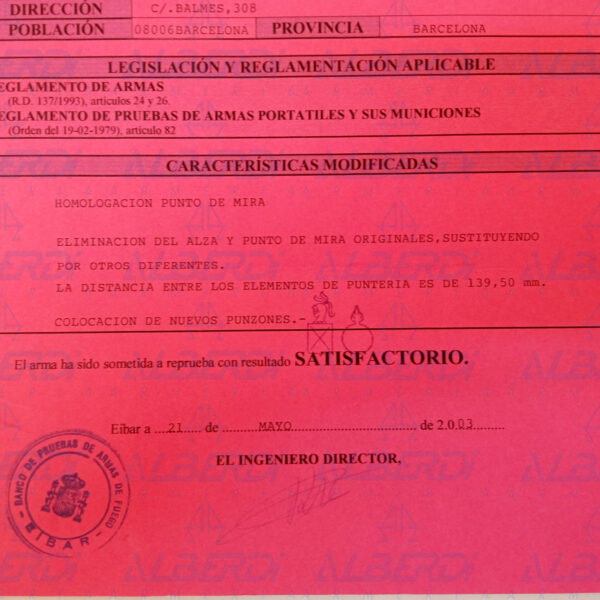 DIRECCIÓN C/.BALMES,308
POBLACIÓN 08006BARCELONA PROVINCIA BARCELONA
LEGISLACIÓN Y REGLAMENTACIÓN APLICABLE
EGLAMENTO DE ARMAS
(R.D. 137/1993), artículos 24 y 26.
EGLAMENTO DE PRUEBAS DE ARMAS PORTATILES Y SUS MUNICIONES
(Orden del 19-02-1979), artículo 82
CARACTERÍSTICAS MODIFICADAS
HOMOLOGACION PUNTO DE MIRA
ELIMINACION DEL ALZA Y PUNTO DE MIRA ORIGINALES,SUSTITUYENDO
POR OTROS DIFERENTES.
LA DISTANCIA ENTRE LOS ELEMENTOS DE PUNTERIA ES DE 139,50 mm.
COLOCACION DE NUEVOS PUNZONES.-
El arma ha sido sometida a reprueba con resultado SATISFACTORIO.
Eibar a ....21..... de ..........MAYO.............................. de 2.0.03..........
EL INGENIERO DIRECTOR,
BANCO DE PRUEBAS DE ARMAS DE FUEGO
- EIBAR -
ALBERDI